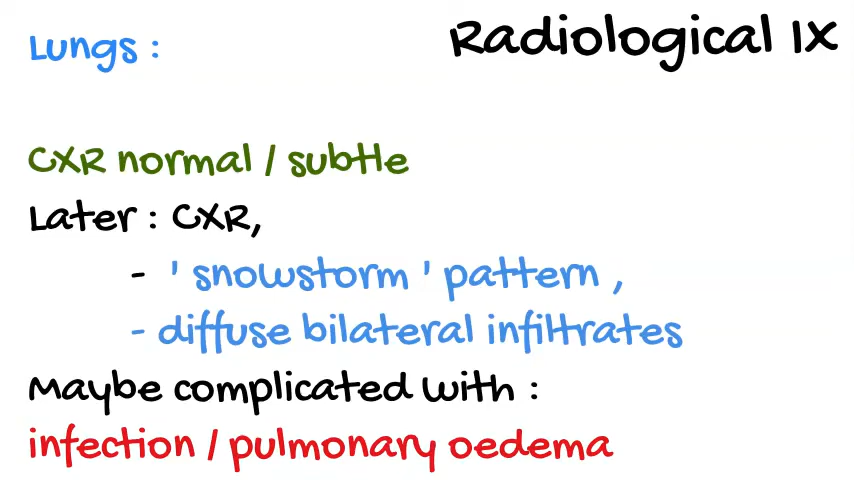 Radiological IX
Lungs :
CXR normal / subtle
Later : CXR,
- ' snowstorm ' pattern ,
- diffuse bilateral infiltrates
Maybe complicated with :
infection / pulmonary oedema